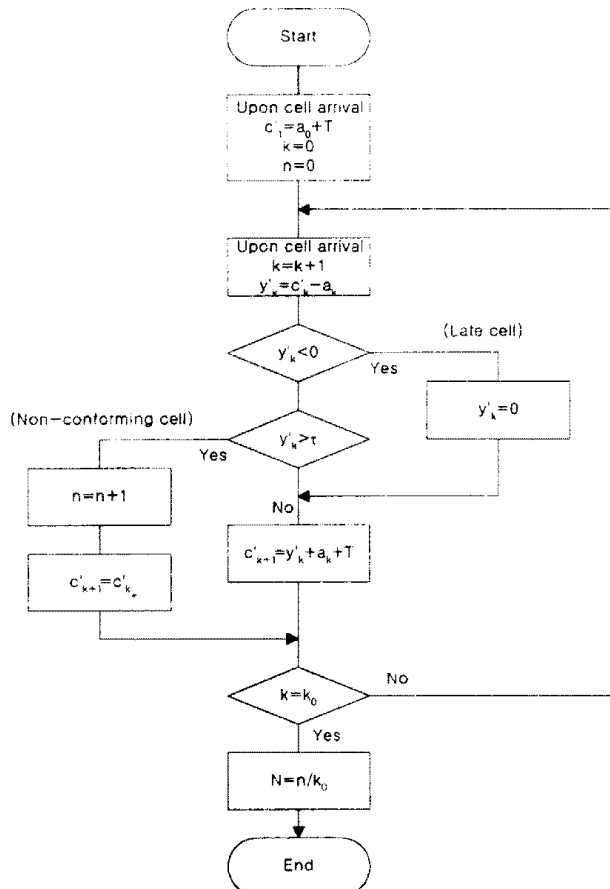 Start
Upon cell arrival
c'₁=a₀+T
k=0
n=0
Upon cell arrival
k=k+1
y'ₖ=c'ₖ−aₖ
y'ₖ<0
Yes
(Late cell)
y'ₖ=0
(Non-conforming cell)
y'ₖ>τ
Yes
No
n=n+1
c'ₖ₊₁=c'ₖ
c'ₖ₊₁=y'ₖ+aₖ+T
k=k₀
No
Yes
N=n/k₀
End